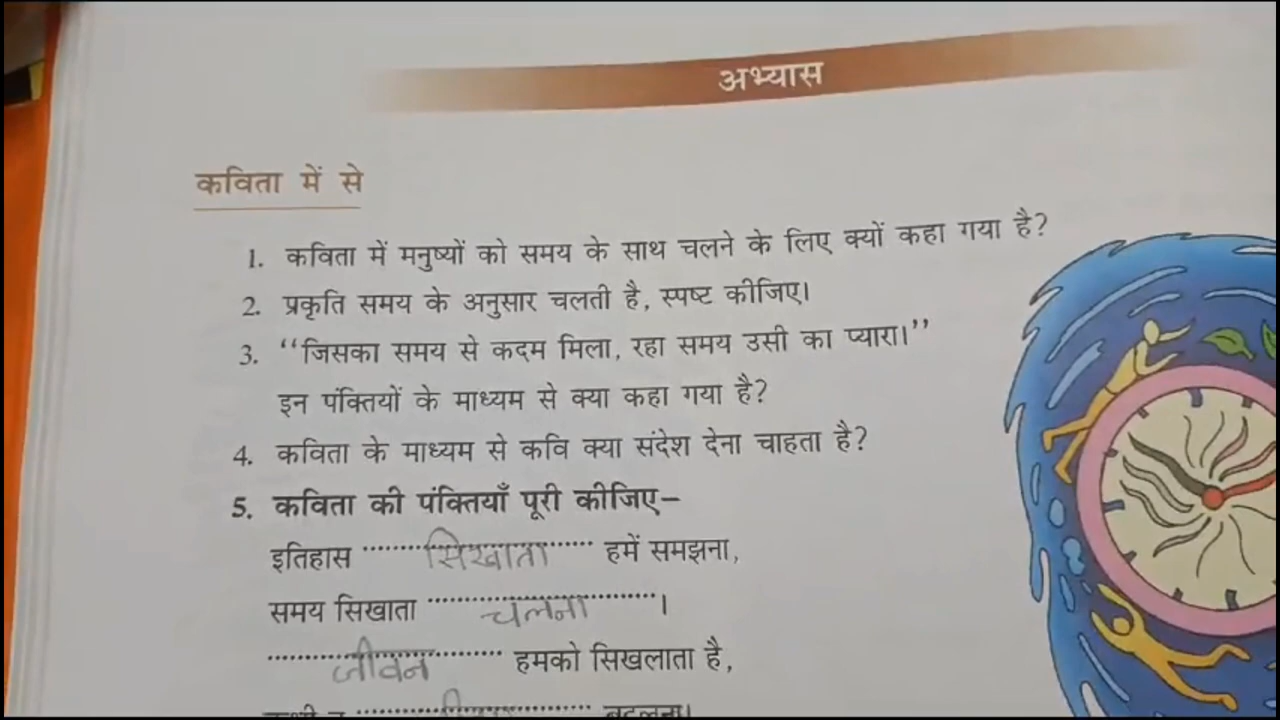 अभ्यास
कविता में से
1. कविता में मनुष्यों को समय के साथ चलने के लिए क्यों कहा गया है?
2. प्रकृति समय के अनुसार चलती है, स्पष्ट कीजिए।
3. ‘‘जिसका समय से कदम मिला, रहा समय उसी का प्यारा।’’
इन पंक्तियों के माध्यम से क्या कहा गया है?
4. कविता के माध्यम से कवि क्या संदेश देना चाहता है?
5. कविता की पंक्तियाँ पूरी कीजिए–
इतिहास सिखाता हमें समझना,
समय सिखाता चलना ।
जीवन हमको सिखलाता है,
बदलना।